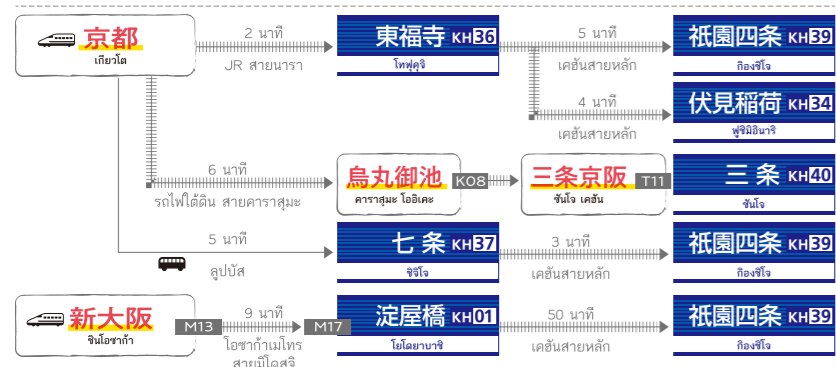 京都
เกียวโต
2 นาที
JR สายนารา
東福寺 KH36
โทฟุคุจิ
5 นาที
เคฮันสายหลัก
祇園四条 KH39
กิองชิโจ
4 นาที
เคฮันสายหลัก
伏見稲荷 KH34
ฟูชิมิอินาริ
6 นาที
รถไฟใต้ดิน สายคาราสุมะ
烏丸御池 K08
คาราสุมะ โออิเคะ
三条京阪 T11
ซันโจ เคฮัน
三条 KH40
ซันโจ
5 นาที
ลูปบัส
七条 KH37
ชิจิโจ
3 นาที
เคฮันสายหลัก
祇園四条 KH39
กิองชิโจ
新大阪 M13
ชินโอซาก้า
9 นาที
โอซาก้าเมโทร
สายมิโดสุจิ
M17 淀屋橋 KH01
โยโดยาบาชิ
50 นาที
เคฮันสายหลัก
祇園四条 KH39
กิองชิโจ